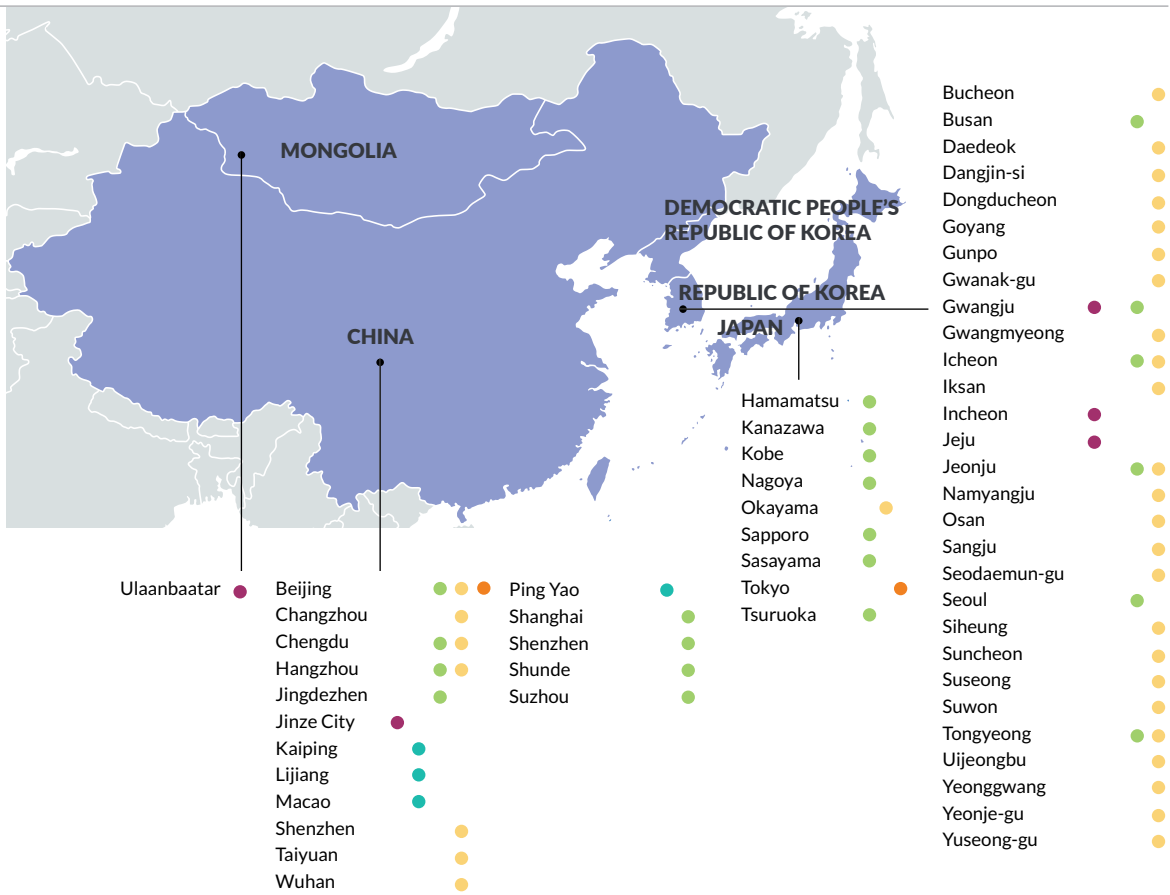 MONGOLIA
DEMOCRATIC PEOPLE'S
REPUBLIC OF KOREA
REPUBLIC OF KOREA
JAPAN
CHINA
Ulaanbaatar
Beijing
Changzhou
Chengdu
Hangzhou
Jingdezhen
Jinze City
Kaiping
Lijiang
Macao
Shenzhen
Taiyuan
Wuhan
Ping Yao
Shanghai
Shenzhen
Shunde
Suzhou
Hamamatsu
Kanazawa
Kobe
Nagoya
Okayama
Sapporo
Sasayama
Tokyo
Tsuruoka
Bucheon
Busan
Daedeok
Dangjin-si
Dongducheon
Goyang
Gunpo
Gwanak-gu
Gwangju
Gwangmyeong
Icheon
Iksan
Incheon
Jeju
Jeonju
Namyangju
Osan
Sangju
Seodaemun-gu
Seoul
Siheung
Suncheon
Suseong
Suwon
Tongyeong
Uijeongbu
Yeonggwang
Yeonje-gu
Yuseong-gu